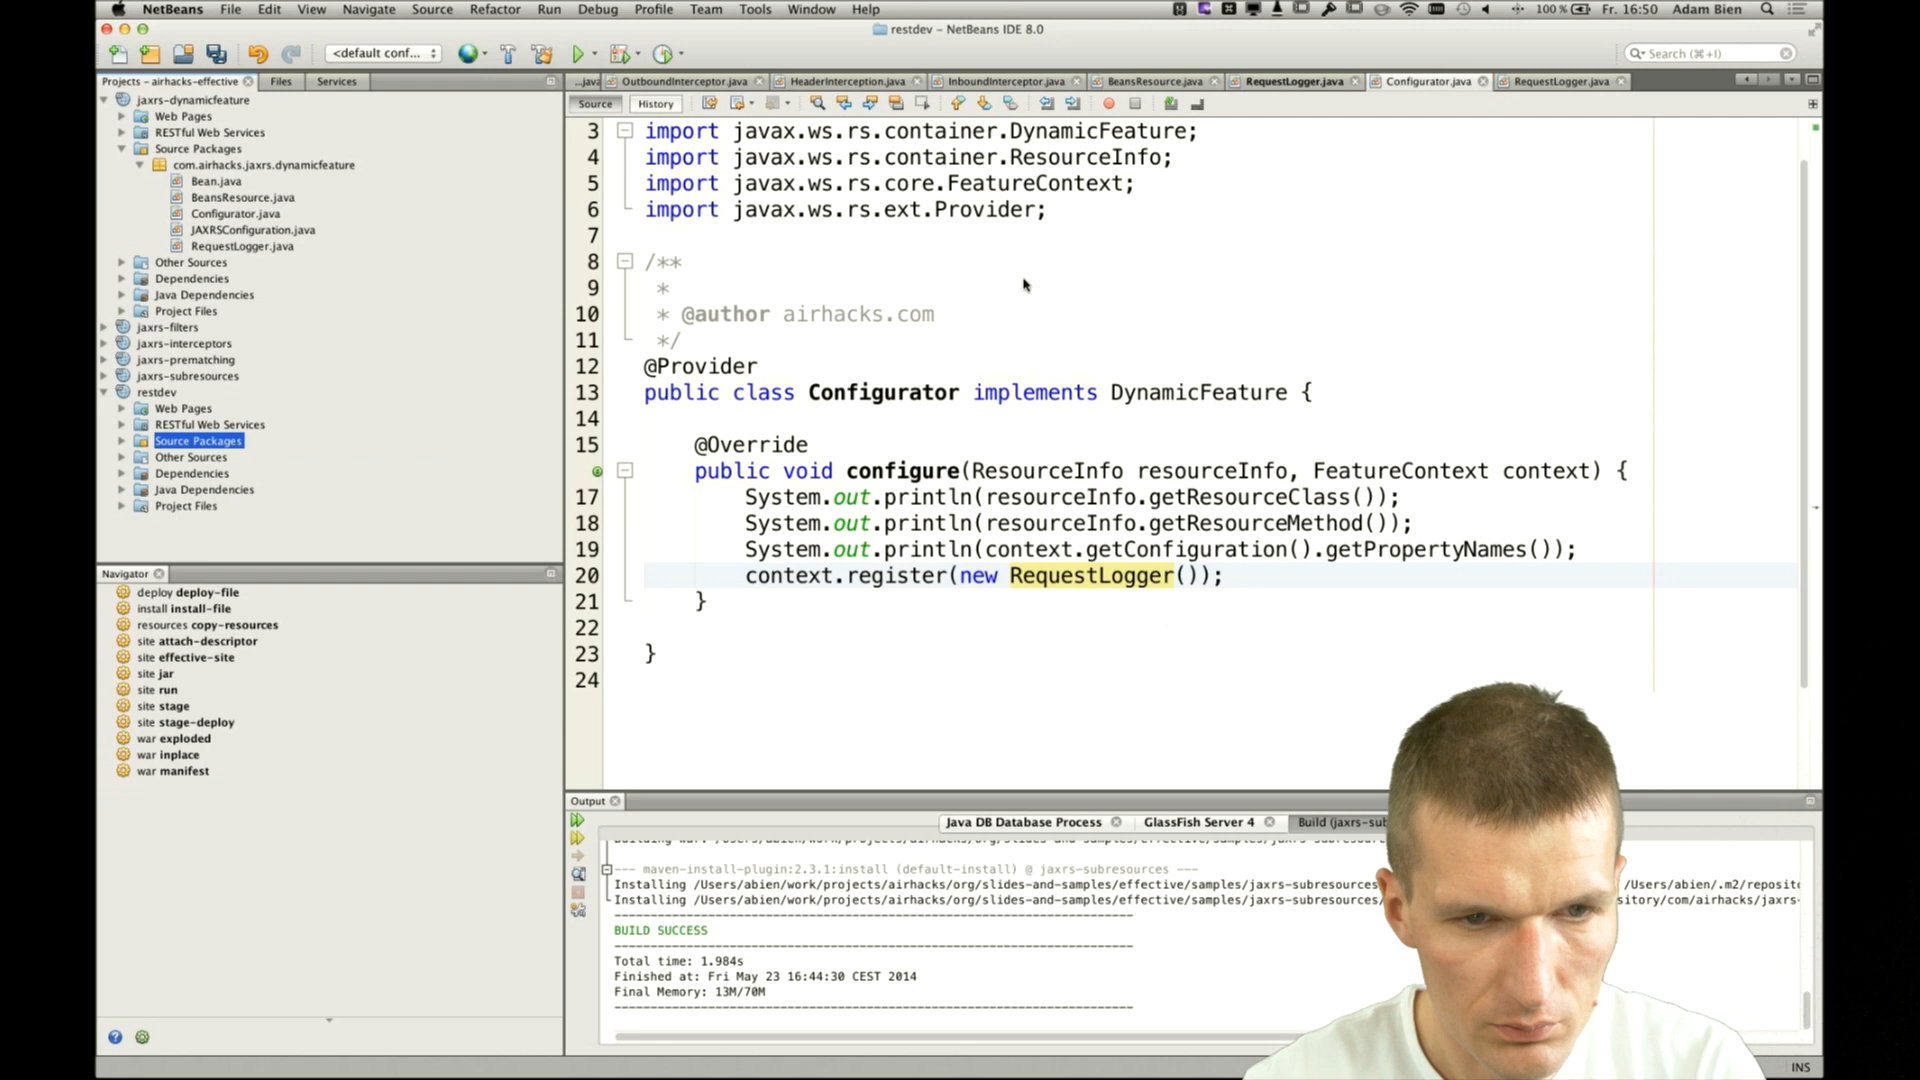 NetBeans File Edit View Navigate Source Refactor Run Debug Profile Team Tools Window Help 100% Fr. 16:50 Adam Bien
restdev – NetBeans IDE 8.0
<default conf...
Search (⌘+I)
Projects – airhacks-effective Files Services
...java OutboundInterceptor.java HeaderInterception.java InboundInterceptor.java BeansResource.java RequestLogger.java Configurator.java RequestLogger.java
Source History
jaxrs-dynamicfeature
Web Pages
RESTful Web Services
Source Packages
com.airhacks.jaxrs.dynamicfeature
Bean.java
BeansResource.java
Configurator.java
JAXRSConfiguration.java
RequestLogger.java
Other Sources
Dependencies
Java Dependencies
Project Files
jaxrs-filters
jaxrs-interceptors
jaxrs-prematching
jaxrs-subresources
restdev
Web Pages
RESTful Web Services
Source Packages
Other Sources
Dependencies
Java Dependencies
Project Files
Navigator
deploy deploy-file
install install-file
resources copy-resources
site attach-descriptor
site effective-site
site jar
site run
site stage
site stage-deploy
war exploded
war inplace
war manifest
3 import javax.ws.rs.container.DynamicFeature;
4 import javax.ws.rs.container.ResourceInfo;
5 import javax.ws.rs.core.FeatureContext;
6 import javax.ws.rs.ext.Provider;
7
8 /**
9 *
10 * @author airhacks.com
11 */
12 @Provider
13 public class Configurator implements DynamicFeature {
14
15 @Override
public void configure(ResourceInfo resourceInfo, FeatureContext context) {
17 System.out.println(resourceInfo.getResourceClass());
18 System.out.println(resourceInfo.getResourceMethod());
19 System.out.println(context.getConfiguration().getPropertyNames());
20 context.register(new RequestLogger());
21 }
22
23 }
24
Output
Java DB Database Process GlassFish Server 4 Build (jaxrs-sub
--- maven-install-plugin:2.3.1:install (default-install) @ jaxrs-subresources ---
Installing /Users/abien/work/projects/airhacks/org/slides-and-samples/effective/samples/jaxrs-subresources /Users/abien/.m2/reposito
Installing /Users/abien/work/projects/airhacks/org/slides-and-samples/effective/samples/jaxrs-subresources/ sitory/com/airhacks/jaxrs-
BUILD SUCCESS
Total time: 1.984s
Finished at: Fri May 23 16:44:30 CEST 2014
Final Memory: 13M/70M
INS